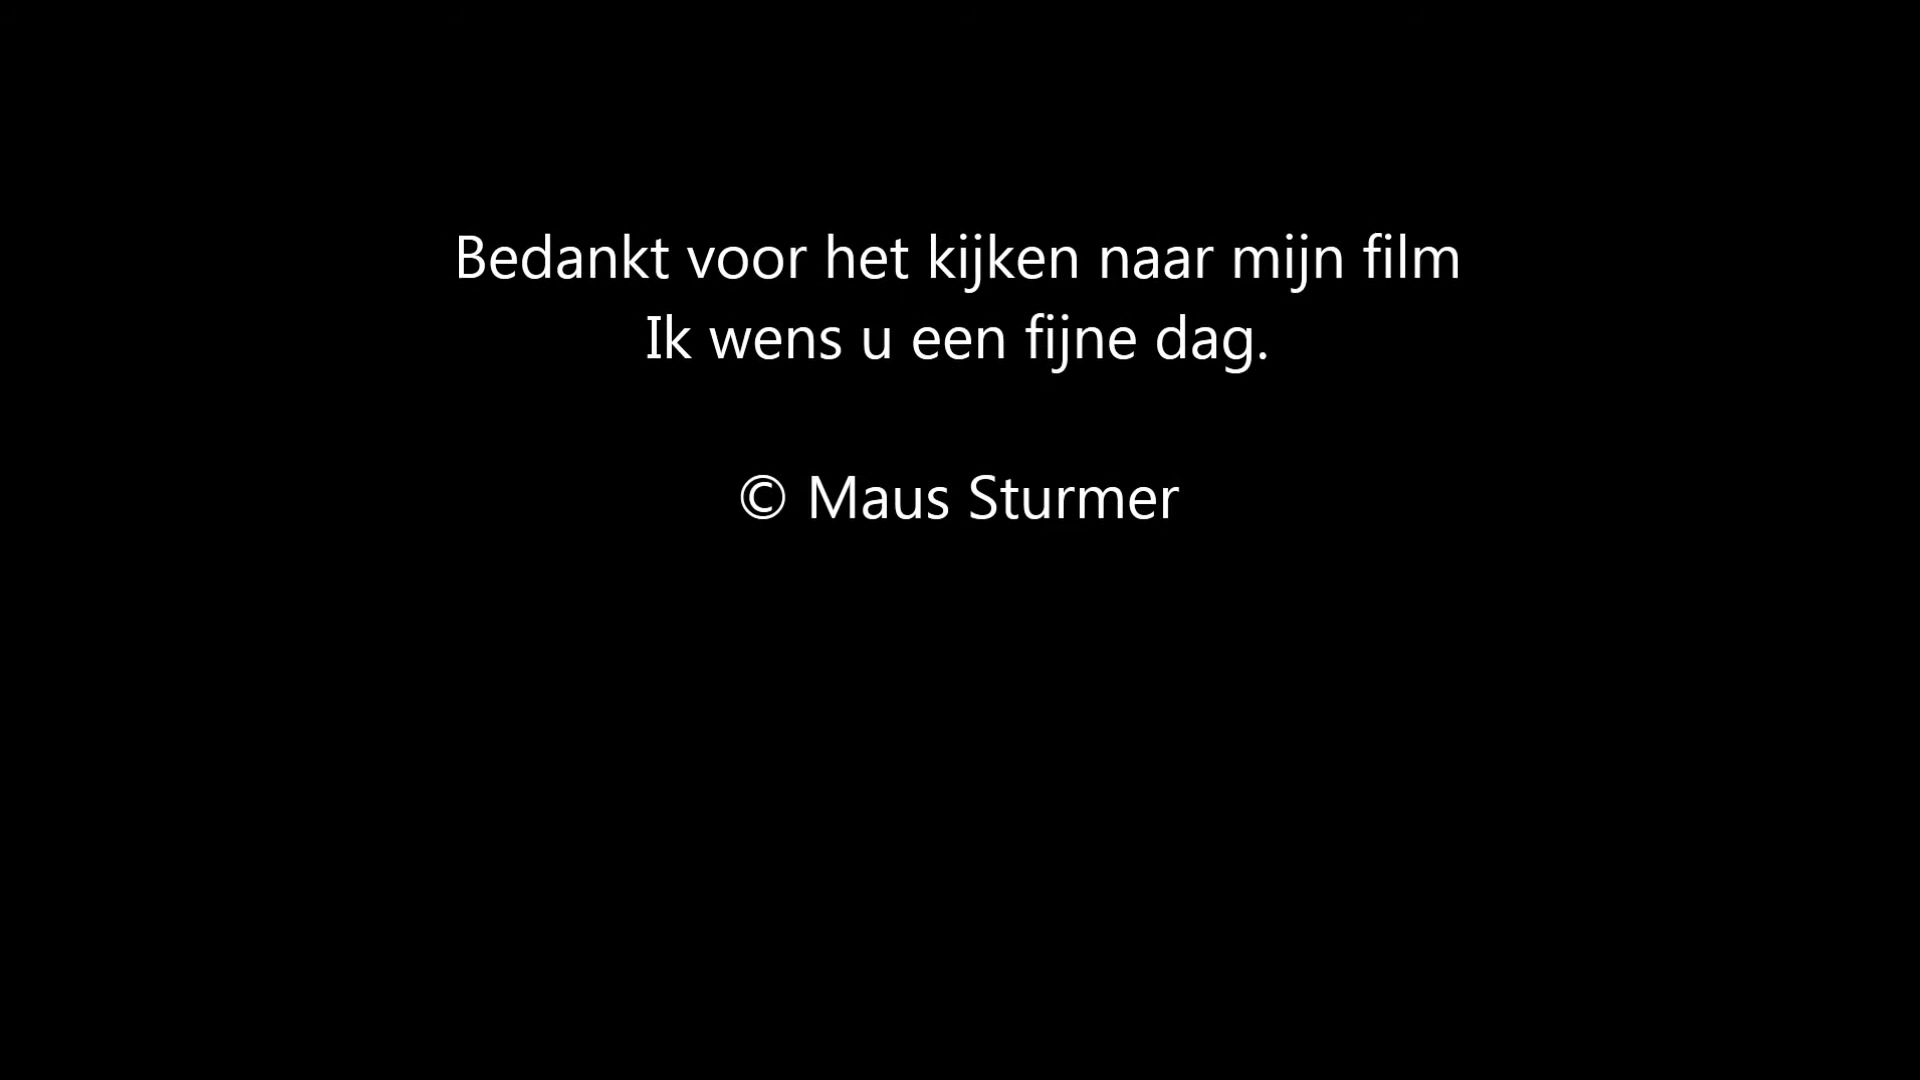 Bedankt voor het kijken naar mijn film
Ik wens u een fijne dag.
© Maus Sturmer